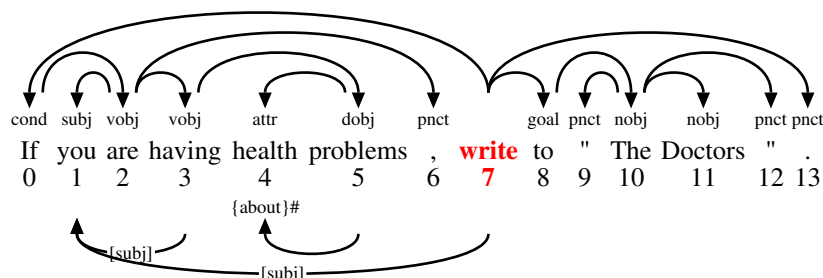 cond subj vobj vobj attr dobj pnct goal pnct nobj nobj pnct pnct
If you are having health problems , write to " The Doctors " .
0 1 2 3 4 5 6 7 8 9 10 11 12 13
{about}#
[subj]
[subj]